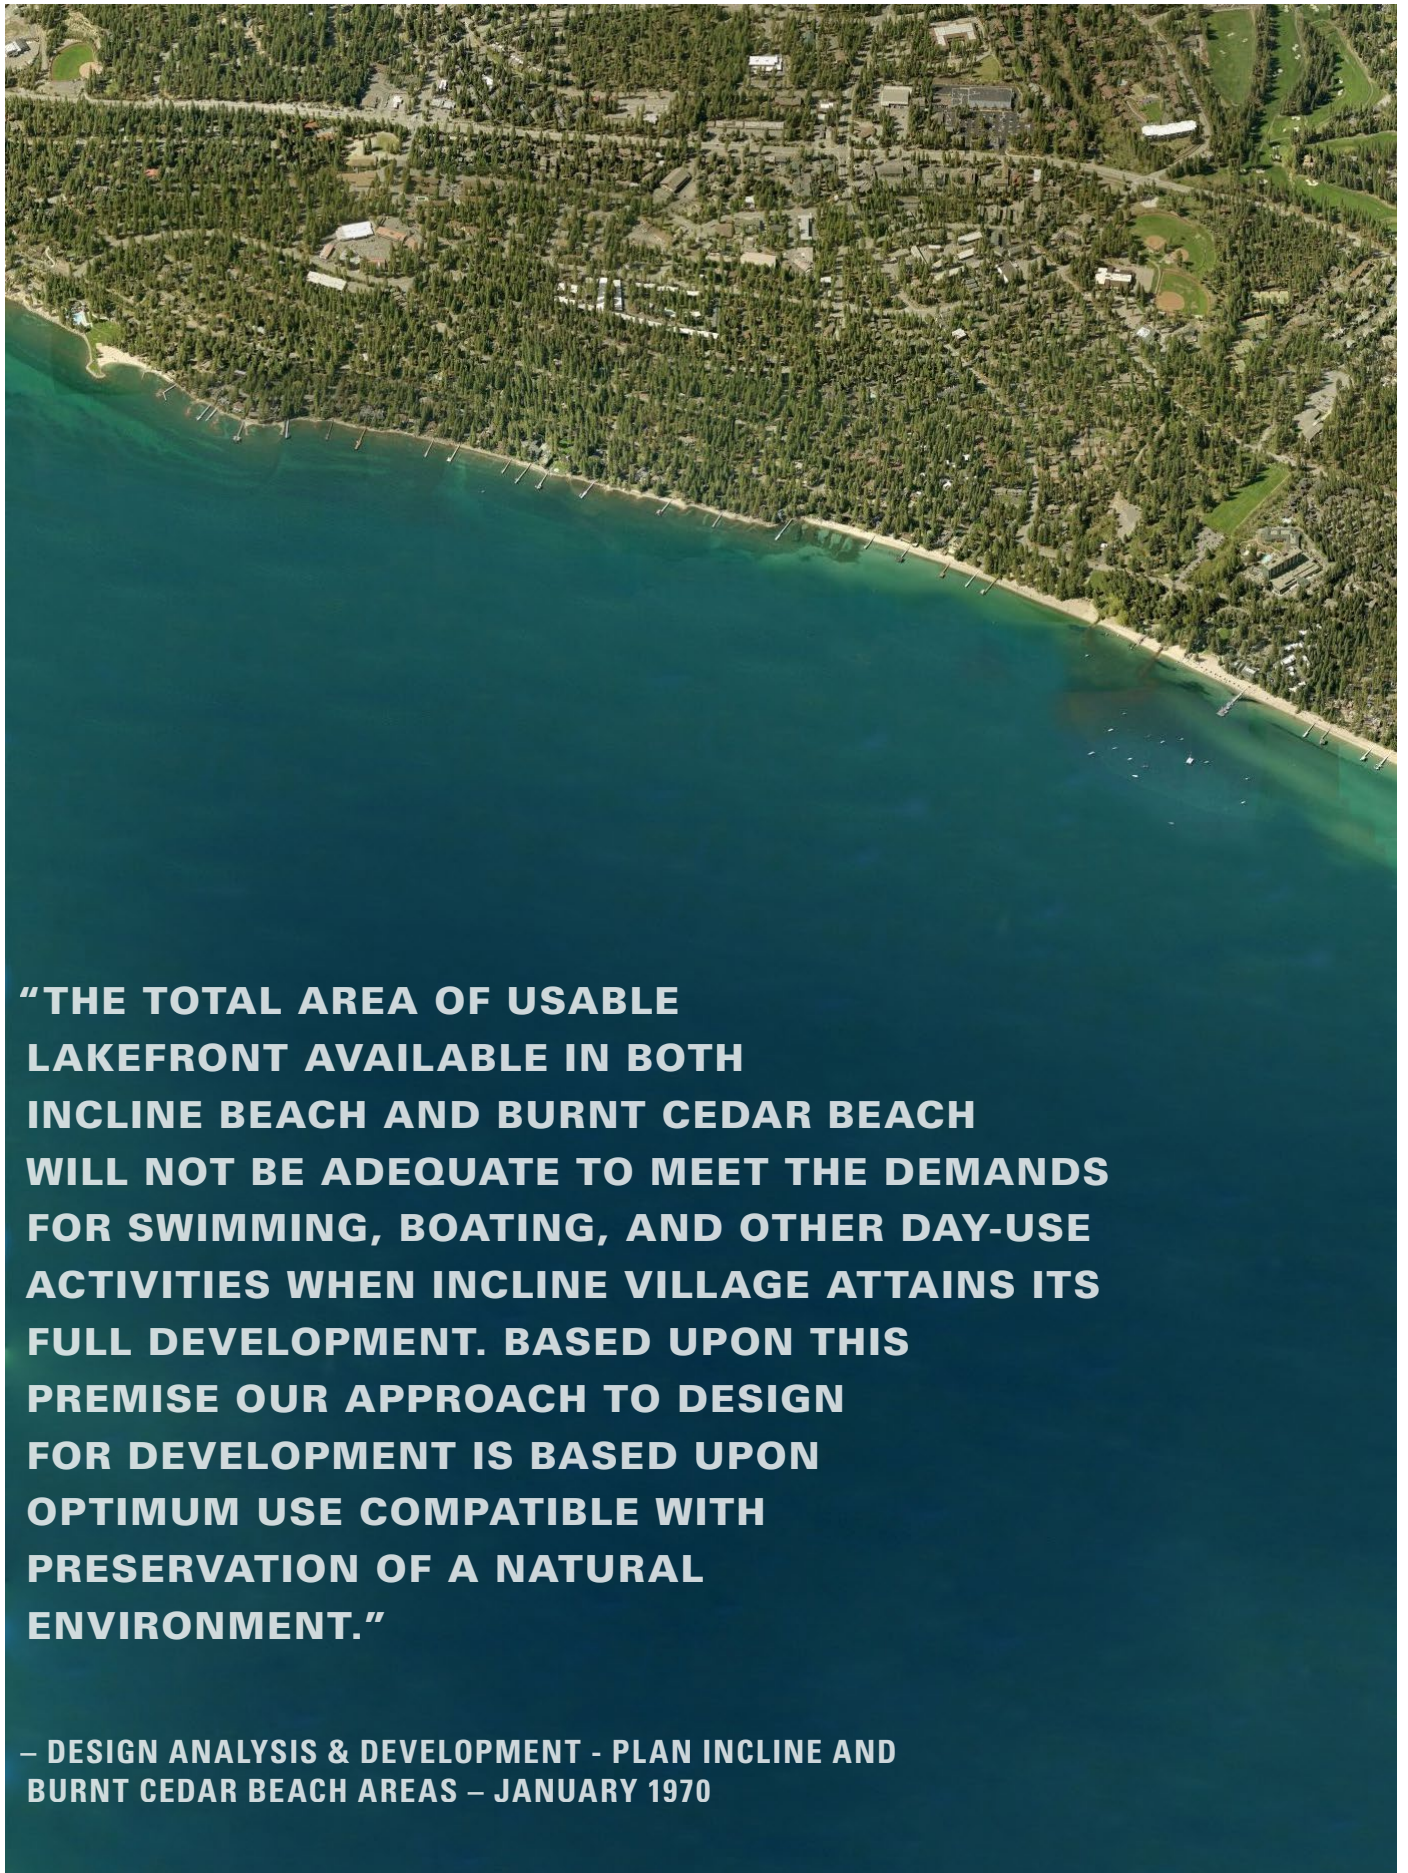 “THE TOTAL AREA OF USABLE
LAKEFRONT AVAILABLE IN BOTH
INCLINE BEACH AND BURNT CEDAR BEACH
WILL NOT BE ADEQUATE TO MEET THE DEMANDS
FOR SWIMMING, BOATING, AND OTHER DAY-USE
ACTIVITIES WHEN INCLINE VILLAGE ATTAINS ITS
FULL DEVELOPMENT. BASED UPON THIS
PREMISE OUR APPROACH TO DESIGN
FOR DEVELOPMENT IS BASED UPON
OPTIMUM USE COMPATIBLE WITH
PRESERVATION OF A NATURAL
ENVIRONMENT.”
– DESIGN ANALYSIS & DEVELOPMENT - PLAN INCLINE AND
BURNT CEDAR BEACH AREAS – JANUARY 1970